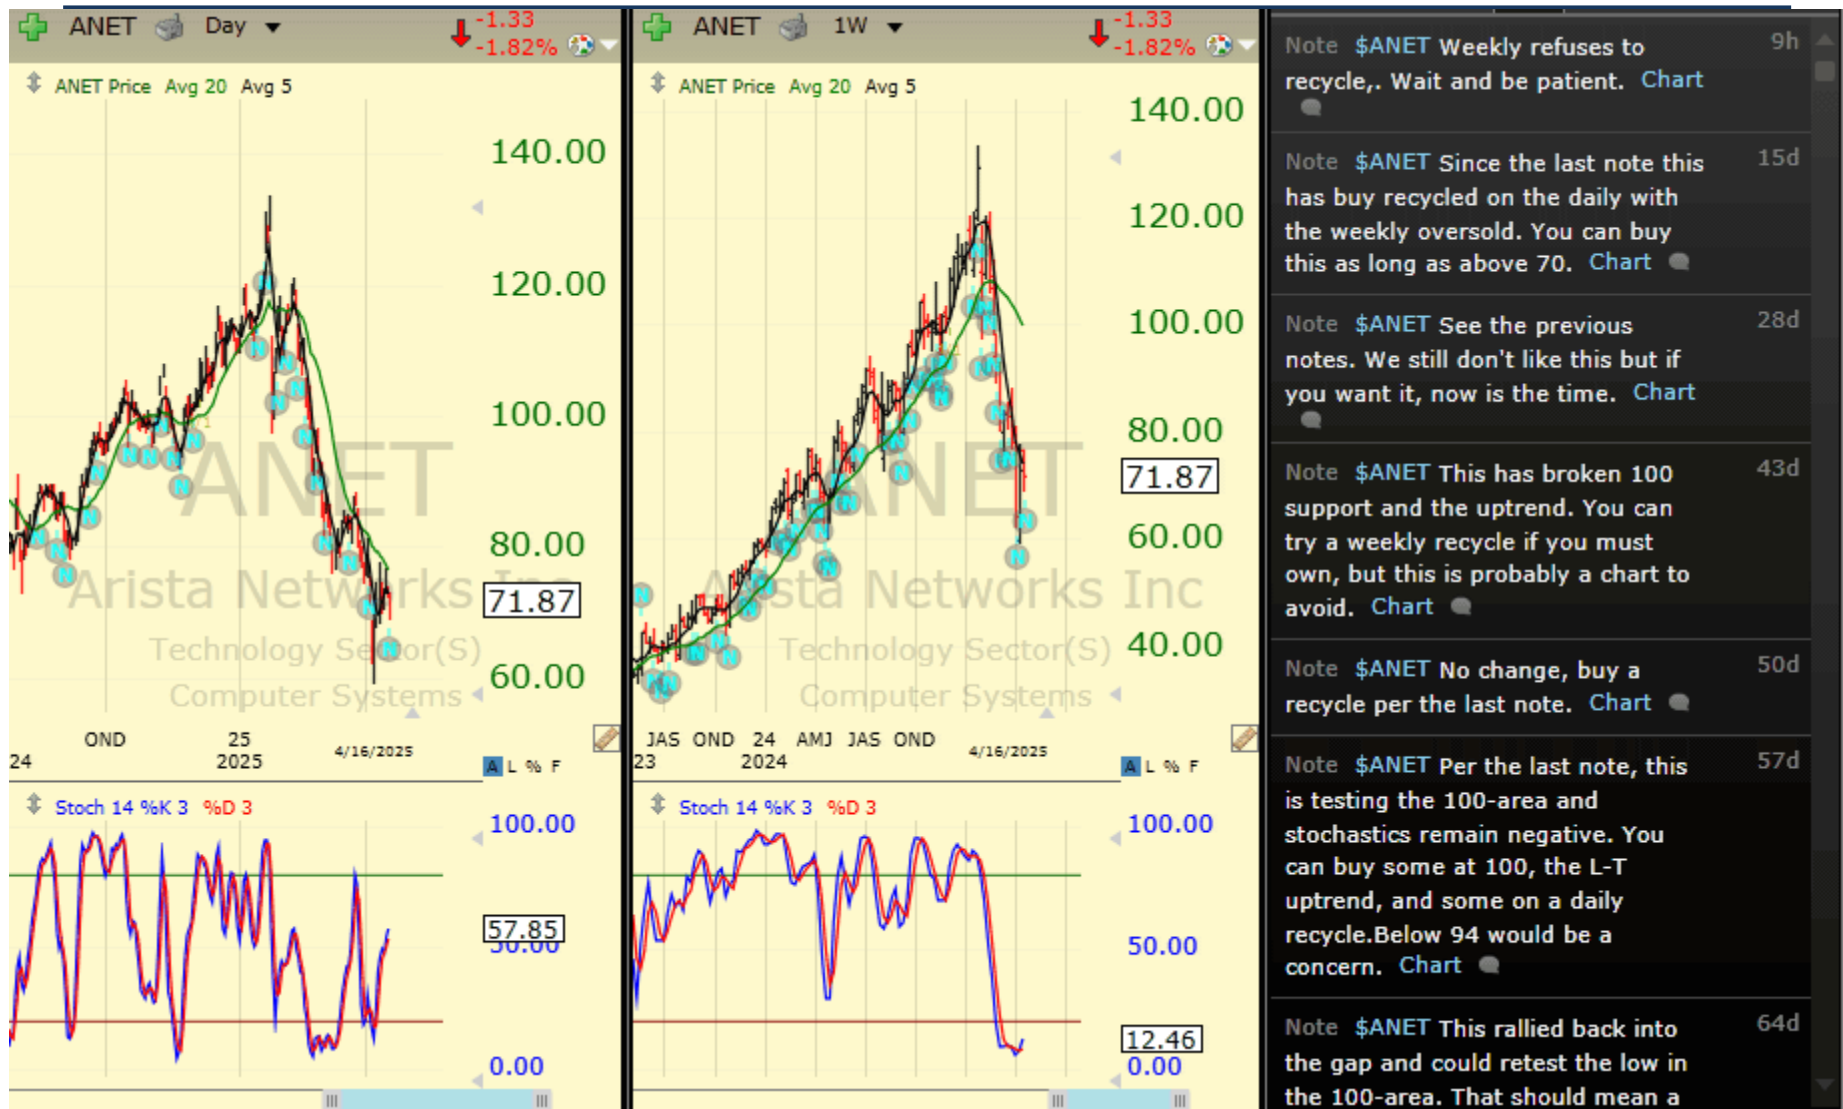 ANET Day
-1.33
-1.82%
ANET Price Avg 20 Avg 5
140.00
120.00
100.00
80.00
71.87
60.00
ANET
Arista Networks Inc
Technology Sector(S)
Computer Systems
OND 25
24 2025 4/16/2025
A L % F
Stoch 14 %K 3 %D 3
100.00
57.85
50.00
0.00
ANET 1W
-1.33
-1.82%
ANET Price Avg 20 Avg 5
140.00
120.00
100.00
80.00
71.87
60.00
40.00
ANET
Arista Networks Inc
Technology Sector(S)
Computer Systems
JAS OND 24 AMJ JAS OND
23 2024 4/16/2025
A L % F
Stoch 14 %K 3 %D 3
100.00
50.00
12.46
0.00
Note $ANET Weekly refuses to 9h
recycle,. Wait and be patient. Chart
Note $ANET Since the last note this 15d
has buy recycled on the daily with
the weekly oversold. You can buy
this as long as above 70. Chart
Note $ANET See the previous 28d
notes. We still don't like this but if
you want it, now is the time. Chart
Note $ANET This has broken 100 43d
support and the uptrend. You can
try a weekly recycle if you must
own, but this is probably a chart to
avoid. Chart
Note $ANET No change, buy a 50d
recycle per the last note. Chart
Note $ANET Per the last note, this 57d
is testing the 100-area and
stochastics remain negative. You
can buy some at 100, the L-T
uptrend, and some on a daily
recycle.Below 94 would be a
concern. Chart
Note $ANET This rallied back into 64d
the gap and could retest the low in
the 100-area. That should mean a